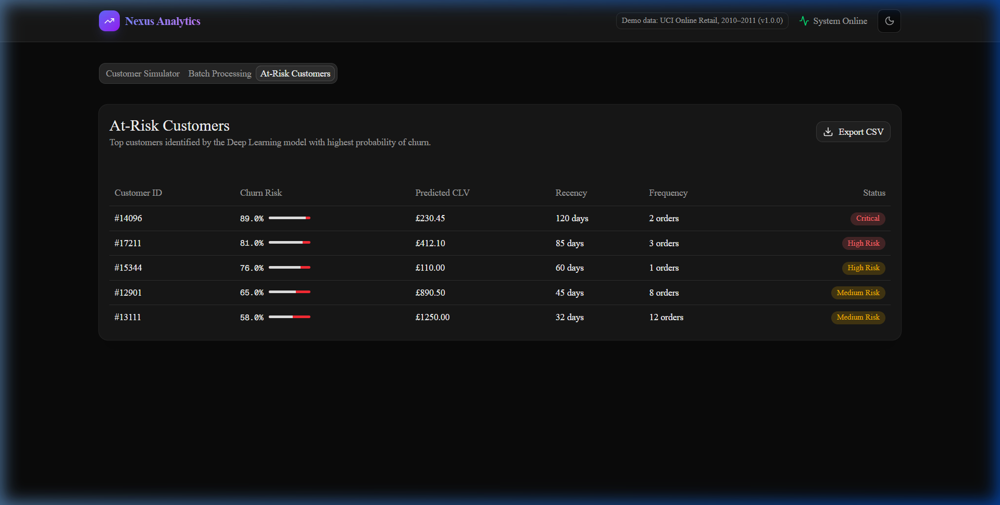 Nexus Analytics
Demo data: UCI Online Retail, 2010–2011 (v1.0.0)
System Online
Customer Simulator Batch Processing At-Risk Customers
At-Risk Customers
Top customers identified by the Deep Learning model with highest probability of churn.
Export CSV
Customer ID Churn Risk Predicted CLV Recency Frequency Status
#14096 89.0% £230.45 120 days 2 orders Critical
#17211 81.0% £412.10 85 days 3 orders High Risk
#15344 76.0% £110.00 60 days 1 orders High Risk
#12901 65.0% £890.50 45 days 8 orders Medium Risk
#13111 58.0% £1250.00 32 days 12 orders Medium Risk